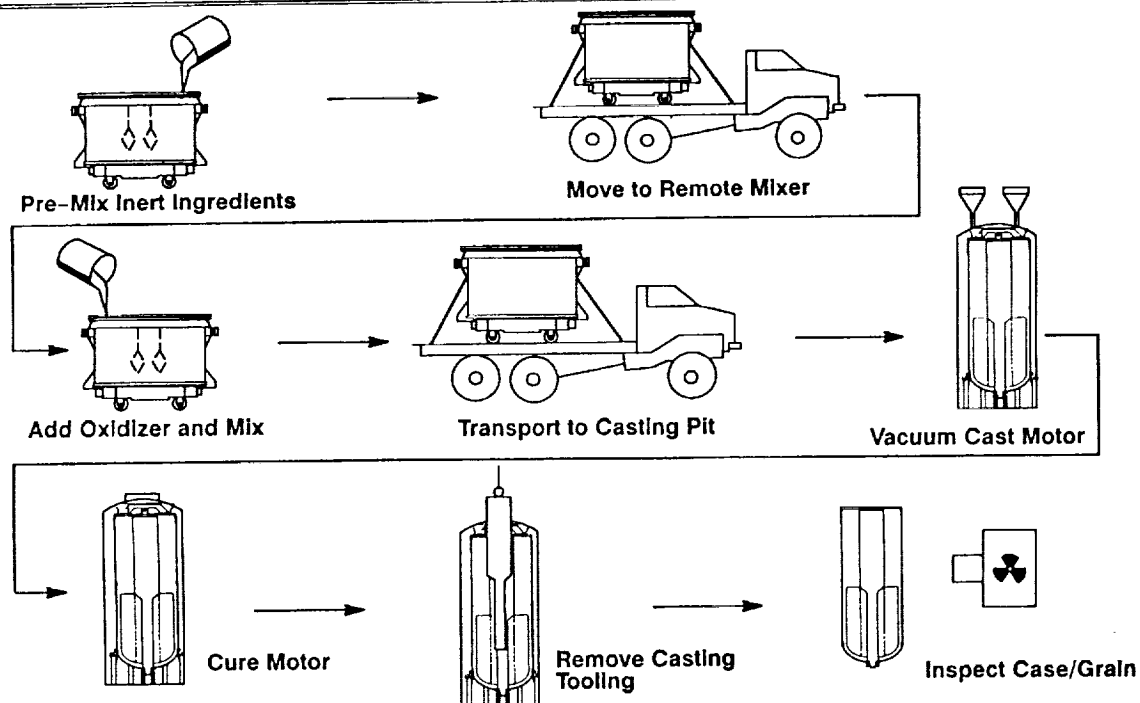 Pre-Mix Inert Ingredients
Move to Remote Mixer
Add Oxidizer and Mix
Transport to Casting Pit
Vacuum Cast Motor
Cure Motor
Remove Casting
Tooling
Inspect Case/Grain